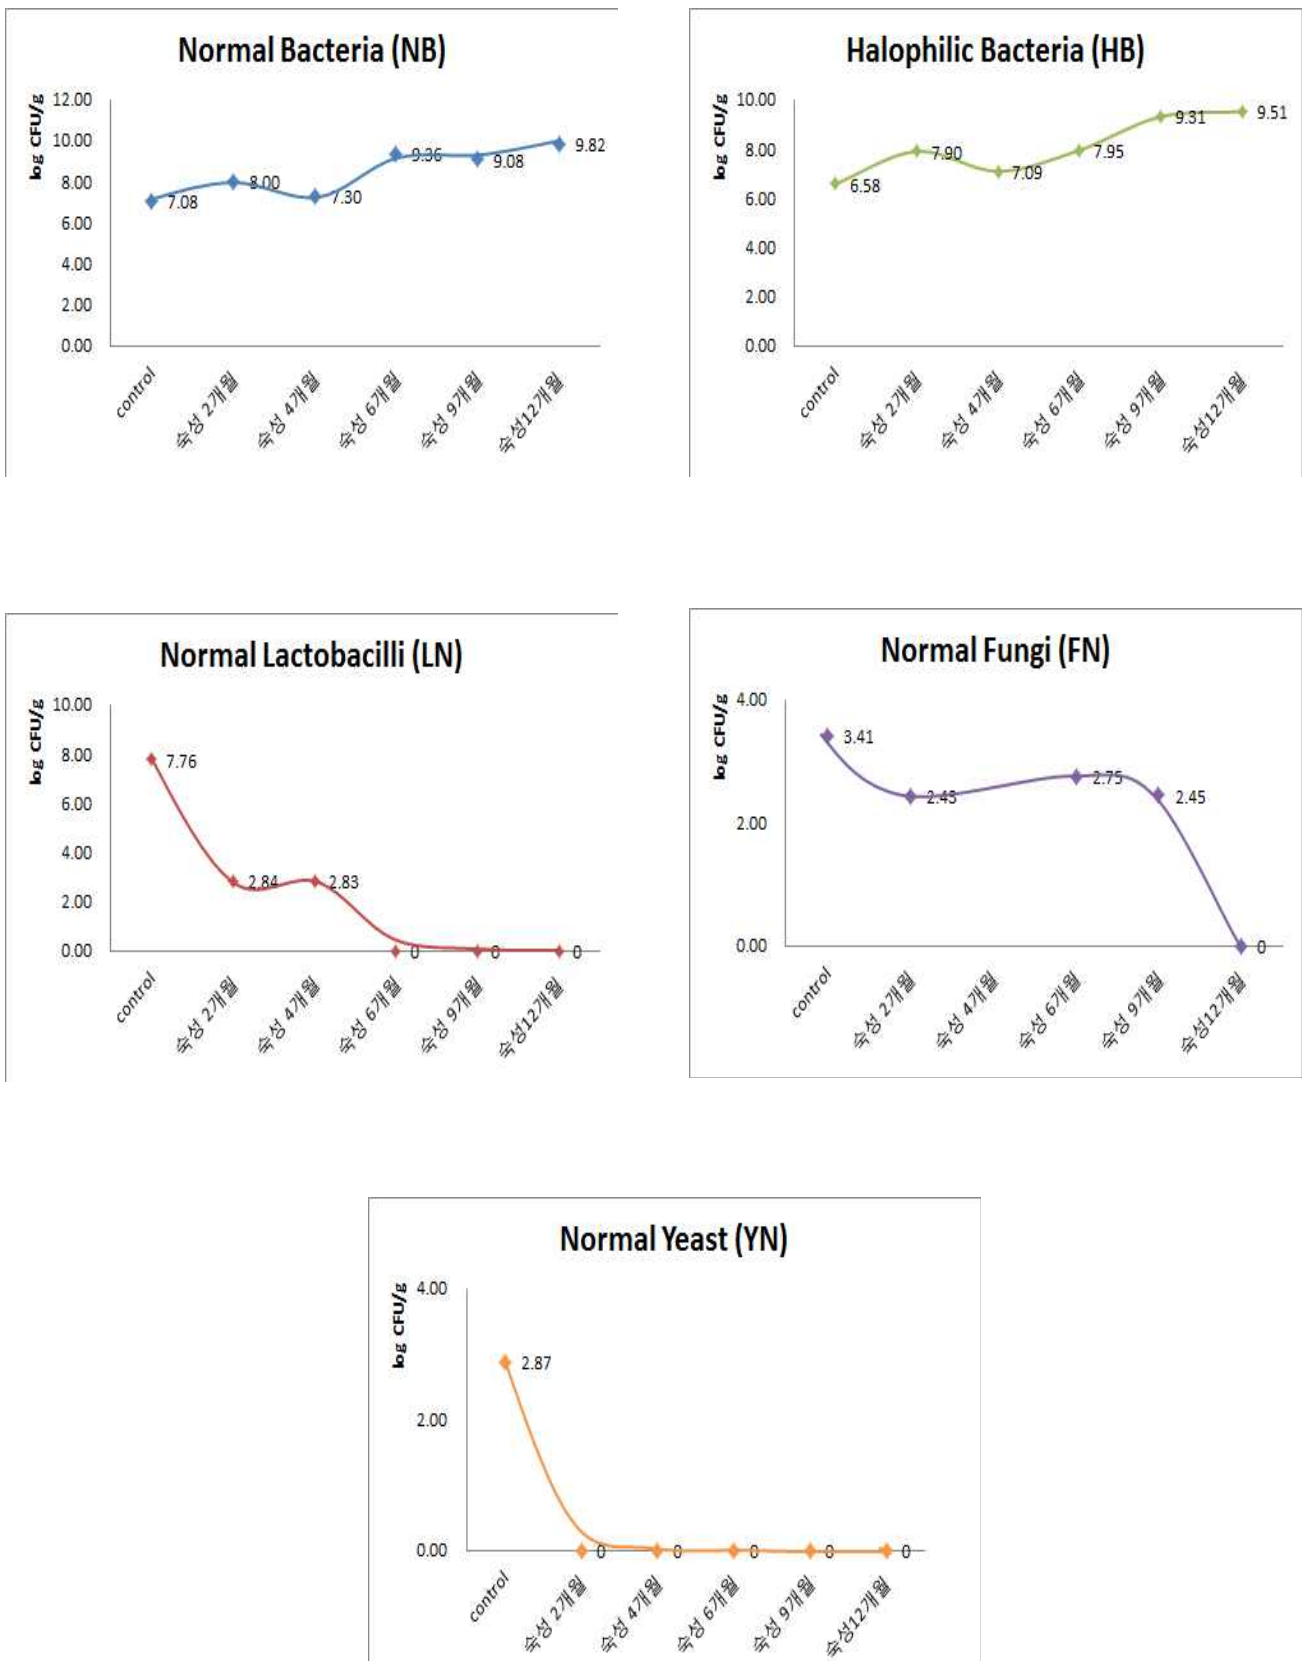 Normal Bacteria (NB)
log CFU/g
12.00
10.00
8.00
6.00
4.00
2.00
0.00
7.08
8.00
7.30
9.36
9.08
9.82
control
숙성 2개월
숙성 4개월
숙성 6개월
숙성 9개월
숙성12개월
Halophilic Bacteria (HB)
log CFU/g
10.00
8.00
6.00
4.00
2.00
0.00
6.58
7.90
7.09
7.95
9.31
9.51
control
숙성 2개월
숙성 4개월
숙성 6개월
숙성 9개월
숙성12개월
Normal Lactobacilli (LN)
log CFU/g
10.00
8.00
6.00
4.00
2.00
0.00
7.76
2.84
2.83
0
0
0
control
숙성 2개월
숙성 4개월
숙성 6개월
숙성 9개월
숙성12개월
Normal Fungi (FN)
log CFU/g
4.00
2.00
0.00
3.41
2.43
2.75
2.45
0
control
숙성 2개월
숙성 4개월
숙성 6개월
숙성 9개월
숙성12개월
Normal Yeast (YN)
log CFU/g
4.00
2.00
0.00
2.87
0
0
0
0
0
control
숙성 2개월
숙성 4개월
숙성 6개월
숙성 9개월
숙성12개월